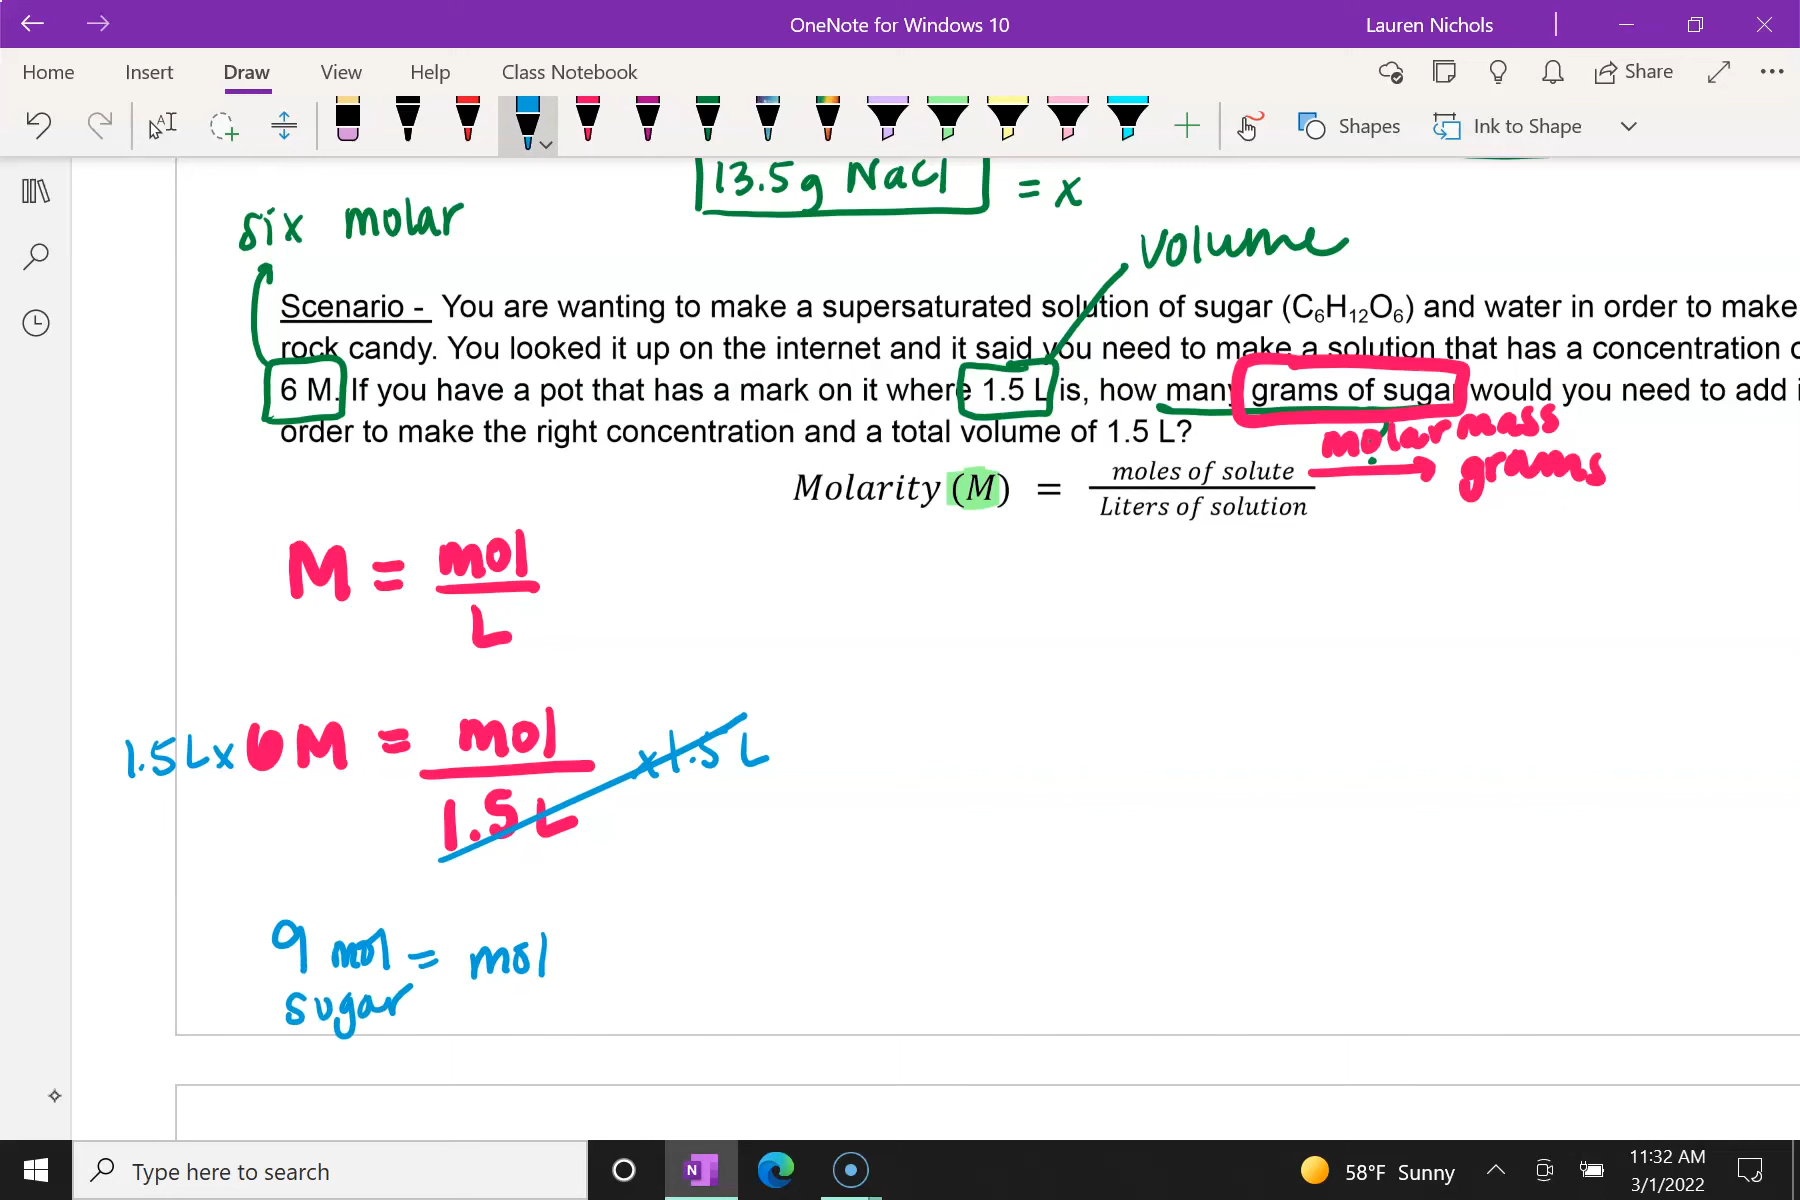 OneNote for Windows 10
Lauren Nichols
Home Insert Draw View Help Class Notebook Share
Shapes Ink to Shape
13.5g NaCl = x
six molar
volume
Scenario - You are wanting to make a supersaturated solution of sugar (C₆H₁₂O₆) and water in order to make
rock candy. You looked it up on the internet and it said you need to make a solution that has a concentration
6 M. If you have a pot that has a mark on it where 1.5 L is, how many grams of sugar would you need to add
order to make the right concentration and a total volume of 1.5 L?
molar mass
grams
Molarity (M) = moles of solute
Liters of solution
M = mol
L
1.5 L x 6 M = mol x 1.5 L
1.5 L
9 mol = mol
sugar
Type here to search
N
58°F Sunny
11:32 AM
3/1/2022